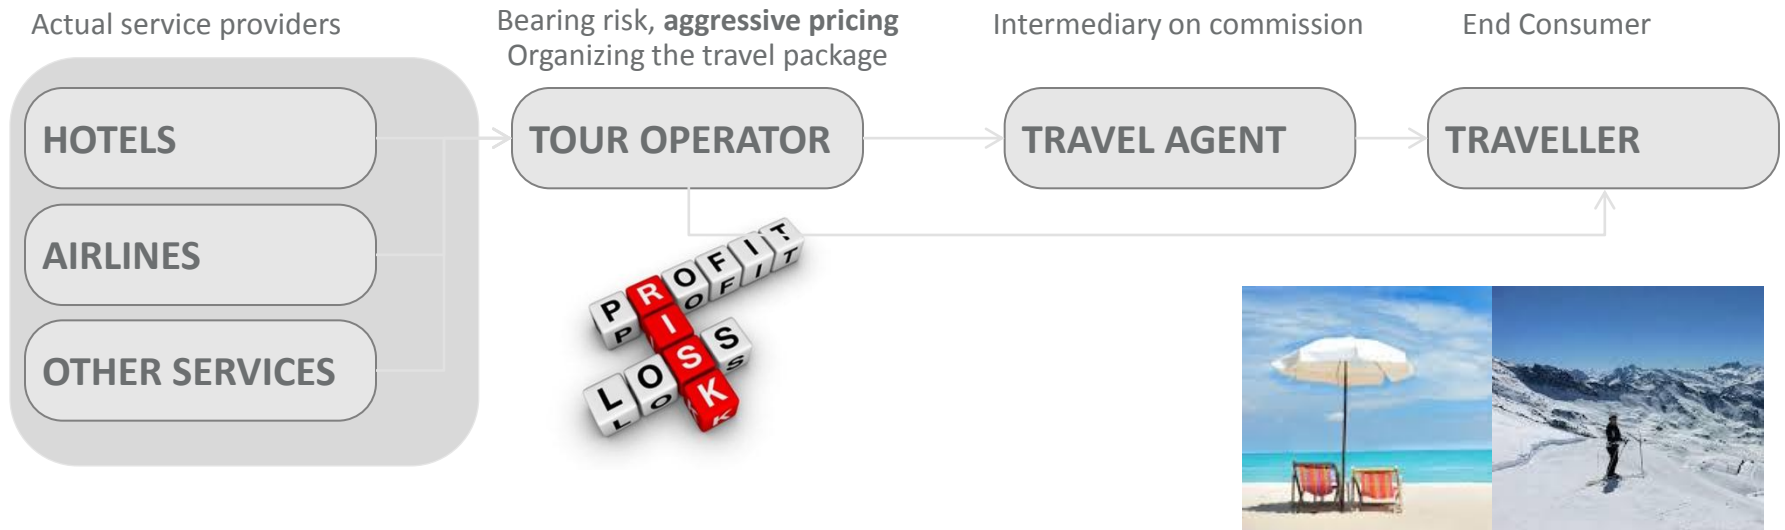 Actual service providers
Bearing risk, aggressive pricing
Organizing the travel package
Intermediary on commission
End Consumer
HOTELS
TOUR OPERATOR
TRAVEL AGENT
TRAVELLER
AIRLINES
OTHER SERVICES
PROFIT
RISK
LOSS